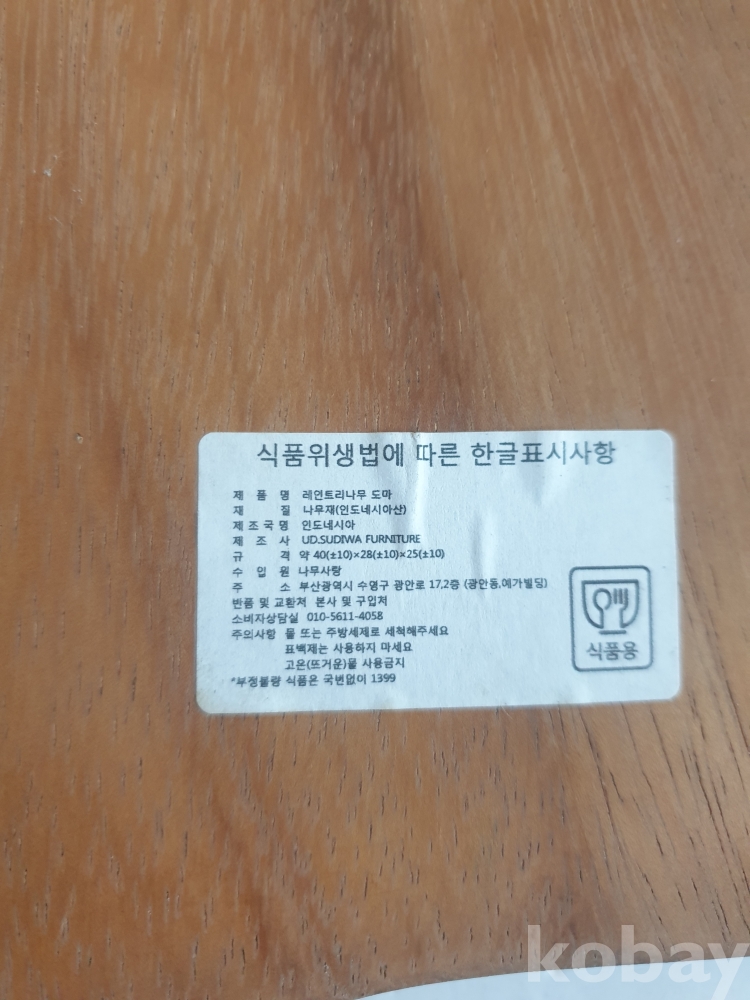 식품위생법에 따른 한글표시사항
제 품 명 레인트리나무 도마
재 질 나무재(인도네시아산)
제 조 국 명 인도네시아
제 조 사 UD.SUDIWA FURNITURE
규 격 약 40(±10)×28(±10)×25(±10)
수 입 원 나무사랑
주 소 부산광역시 수영구 광안로 17,2층 (광안동,예가빌딩)
반품 및 교환처 본사 및 구입처
소비자상담실 010-5611-4058
주의사항 물 또는 주방세제로 세척해주세요
표백제는 사용하지 마세요
고온(뜨거운)물 사용금지
*부정불량 식품은 국번없이 1399
식품용
kobay